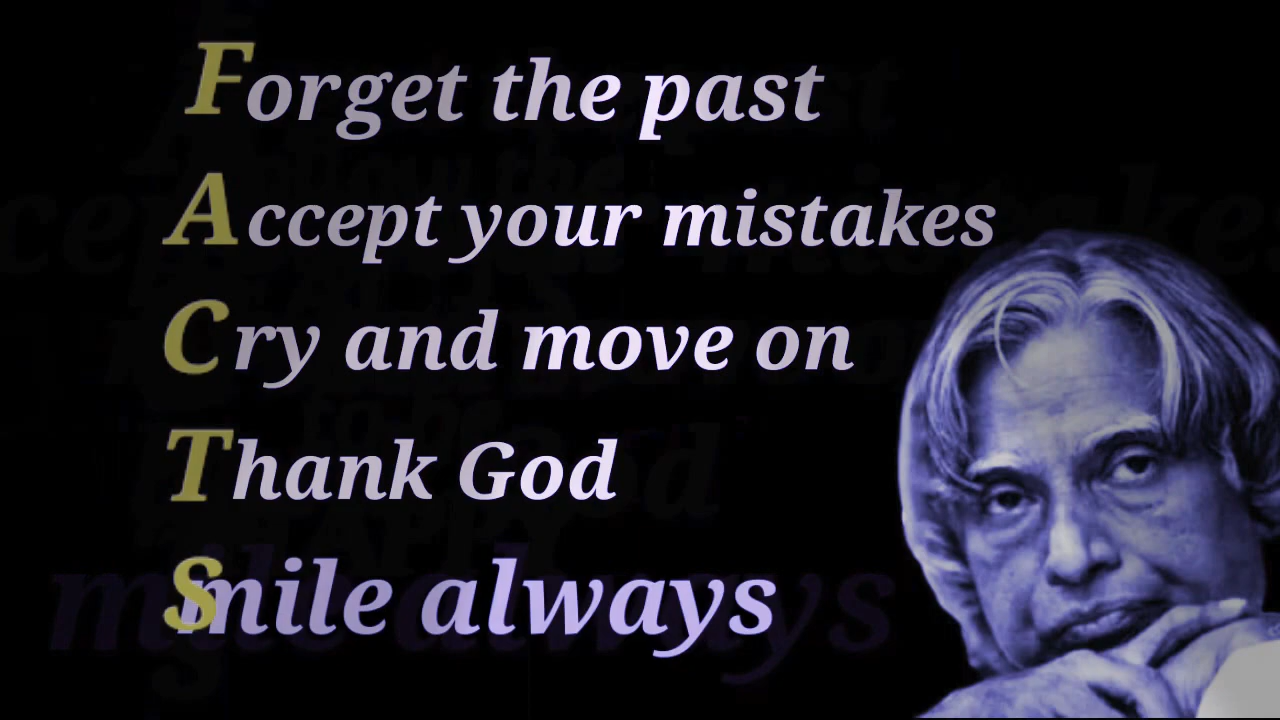 Forget the past
Accept your mistakes
Cry and move on
Thank God
Smile always